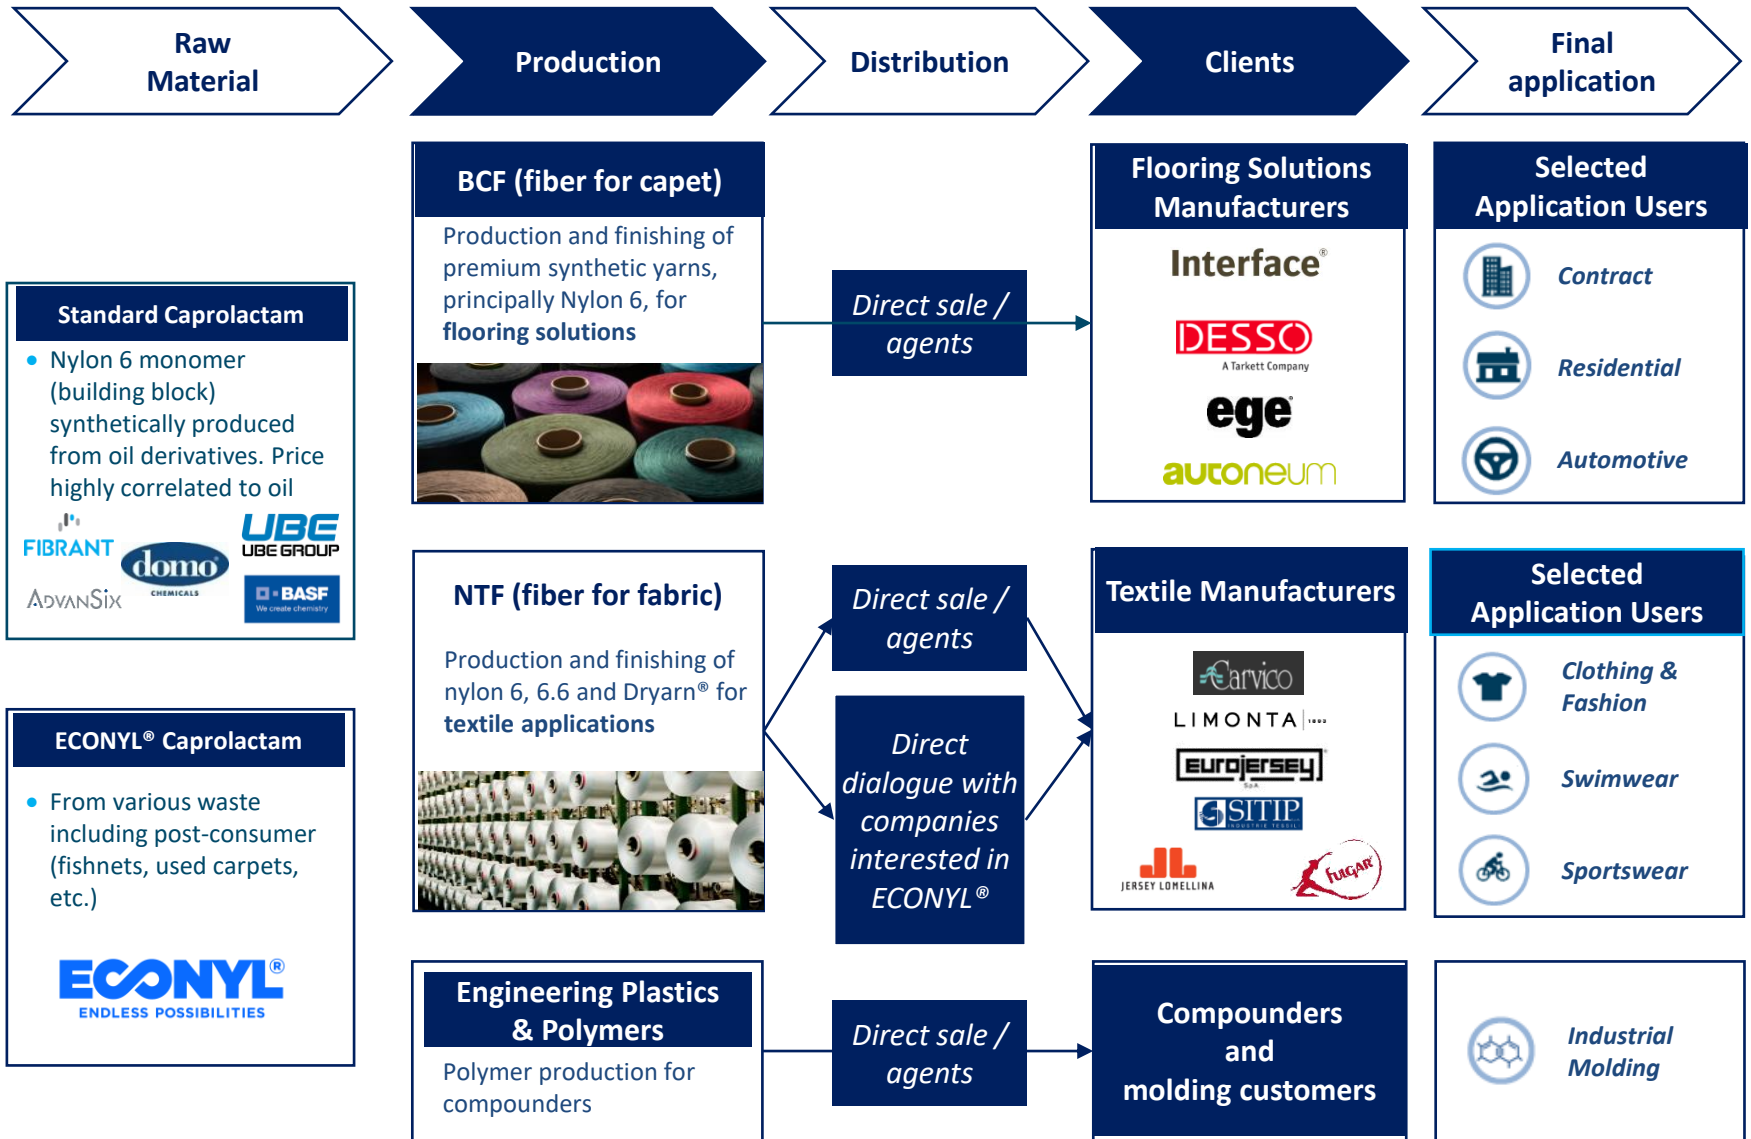 Raw
Material
Production
Distribution
Clients
Final
application
Standard Caprolactam
• Nylon 6 monomer
(building block)
synthetically produced
from oil derivatives. Price
highly correlated to oil
FIBRANT
domo
CHEMICALS
UBE
UBE GROUP
ADVANSIX
BASF
We create chemistry
ECONYL® Caprolactam
• From various waste
including post-consumer
(fishnets, used carpets,
etc.)
ECONYL®
ENDLESS POSSIBILITIES
BCF (fiber for capet)
Production and finishing of
premium synthetic yarns,
principally Nylon 6, for
flooring solutions
Direct sale /
agents
Flooring Solutions
Manufacturers
Interface®
DESSO
A Tarkett Company
ege
autoneum
Selected
Application Users
Contract
Residential
Automotive
NTF (fiber for fabric)
Production and finishing of
nylon 6, 6.6 and Dryarn® for
textile applications
Direct sale /
agents
Direct
dialogue with
companies
interested in
ECONYL®
Textile Manufacturers
Carvico
LIMONTA 1893
eurojersey
S.p.A.
SITIP
INDUSTRIE TESSILI
JERSEY LOMELLINA
FULGAR
Selected
Application Users
Clothing &
Fashion
Swimwear
Sportswear
Engineering Plastics
& Polymers
Polymer production for
compounders
Direct sale /
agents
Compounders
and
molding customers
Industrial
Molding